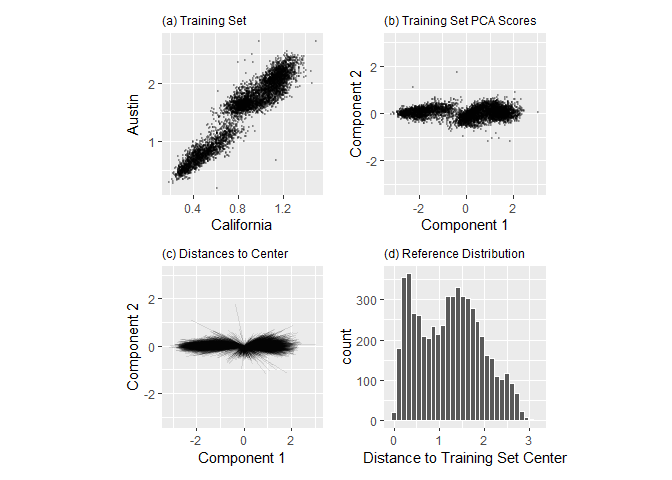 (a) Training Set
2
1
Austin
0.4
0.8
1.2
California
(b) Training Set PCA Scores
2
0
-2
Component 2
-2
0
2
Component 1
(c) Distances to Center
2
0
-2
Component 2
-2
0
2
Component 1
(d) Reference Distribution
300
200
100
0
count
0
1
2
3
Distance to Training Set Center